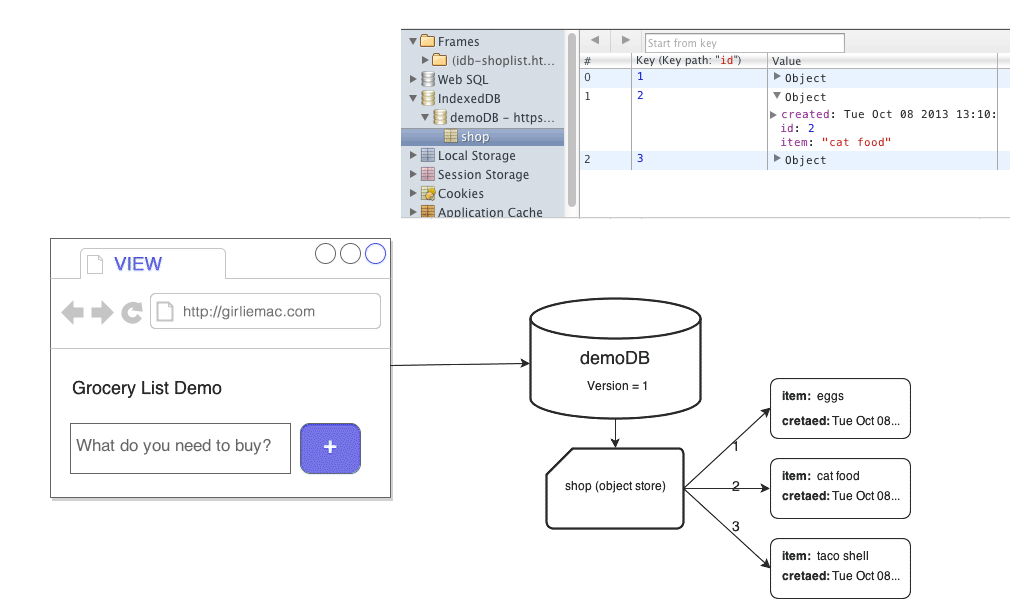 Frames
(idb-shoplist.ht...
Web SQL
IndexedDB
demoDB – https...
shop
Local Storage
Session Storage
Cookies
Application Cache
Start from key
# Key (Key path: "id") Value
0 1 Object
1 2 Object
created: Tue Oct 08 2013 13:10:
id: 2
item: "cat food"
2 3 Object
VIEW
http://girliemac.com
Grocery List Demo
What do you need to buy? +
demoDB
Version = 1
shop (object store)
1
2
3
item: eggs
cretaed: Tue Oct 08...
item: cat food
cretaed: Tue Oct 08...
item: taco shell
cretaed: Tue Oct 08...